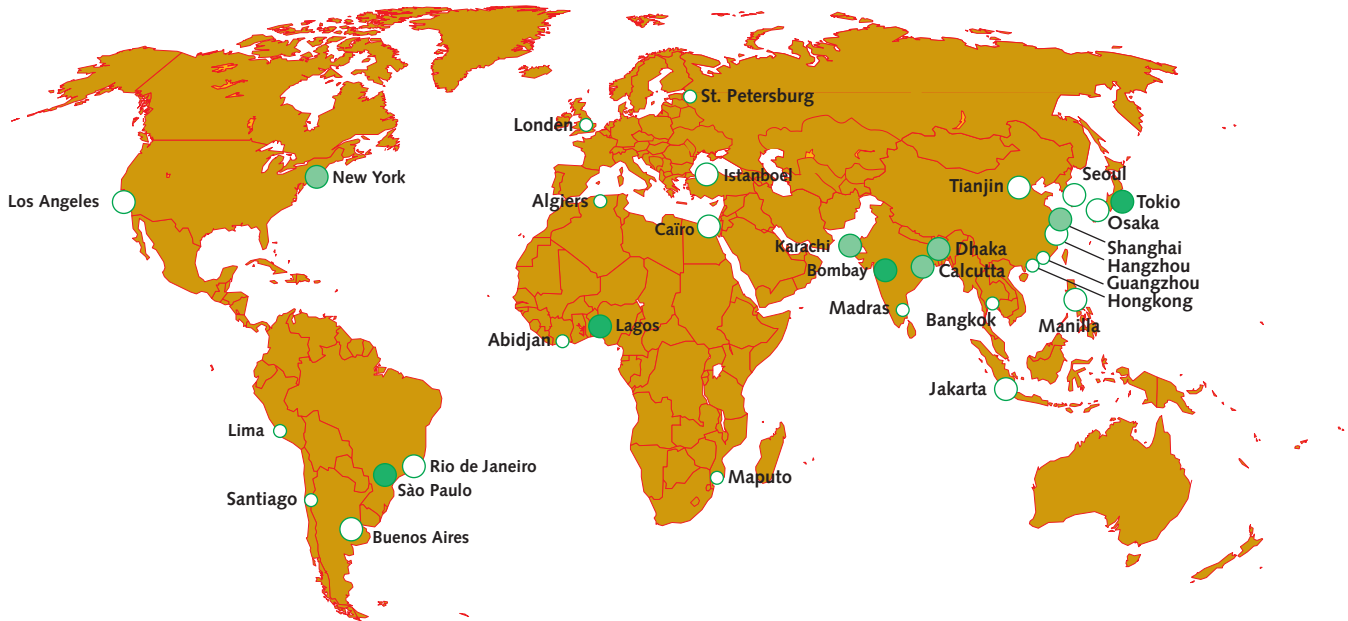 St. Petersburg
Londen
New York
Istanboel
Seoul
Tianjin
Los Angeles
Algiers
Tokio
Osaka
Caïro
Karachi
Dhaka
Shanghai
Bombay
Calcutta
Hangzhou
Guangzhou
Hongkong
Madras
Bangkok
Manilla
Lagos
Abidjan
Jakarta
Lima
Rio de Janeiro
Maputo
Sào Paulo
Santiago
Buenos Aires